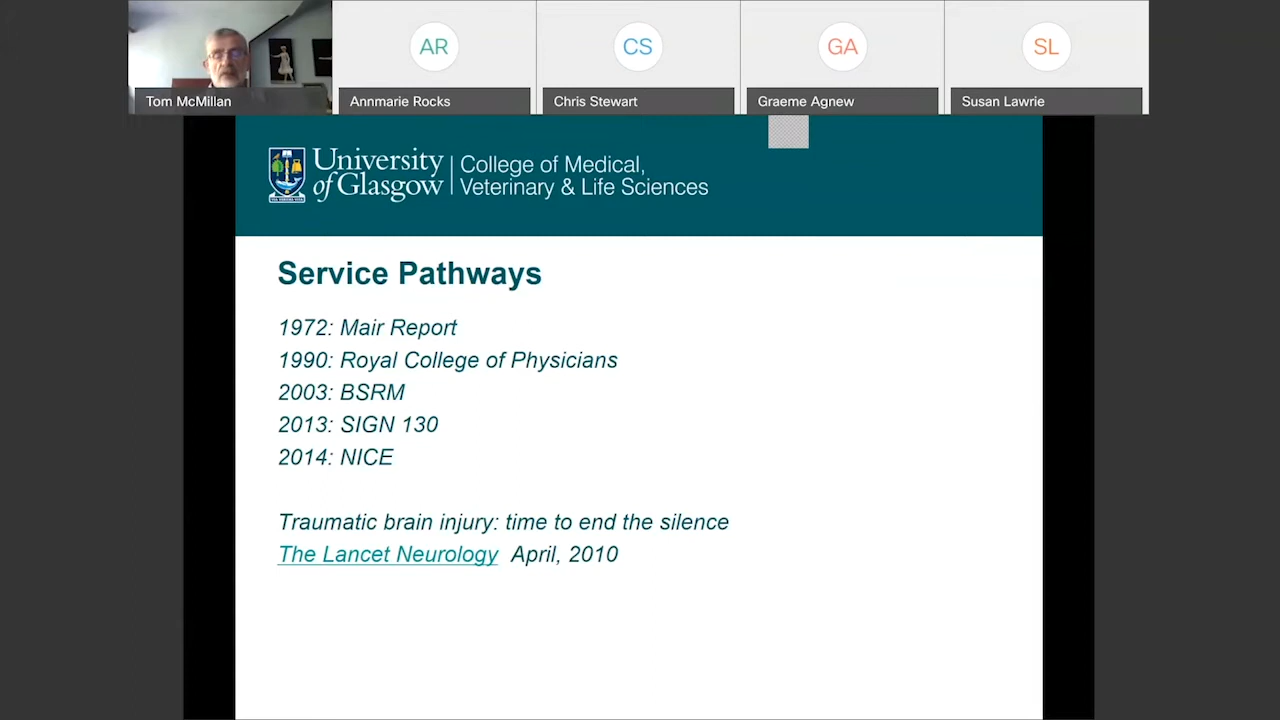 AR
CS
GA
SL
Tom McMillan
Annmarie Rocks
Chris Stewart
Graeme Agnew
Susan Lawrie
University
of Glasgow
College of Medical,
Veterinary & Life Sciences
Service Pathways
1972: Mair Report
1990: Royal College of Physicians
2003: BSRM
2013: SIGN 130
2014: NICE
Traumatic brain injury: time to end the silence
The Lancet Neurology April, 2010